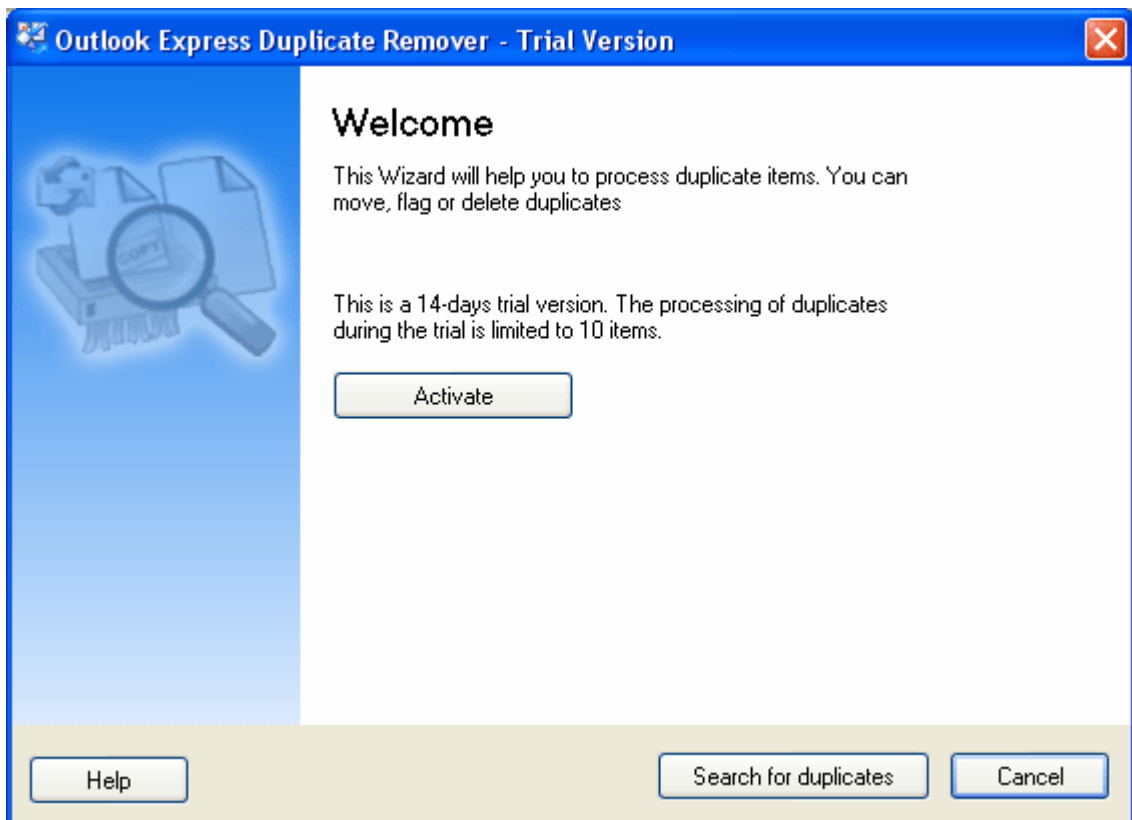 Outlook Express Duplicate Remover - Trial Version
Welcome
This Wizard will help you to process duplicate items. You can
move, flag or delete duplicates
COPY
This is a 14-days trial version. The processing of duplicates
during the trial is limited to 10 items.
Activate
Help
Search for duplicates
Cancel